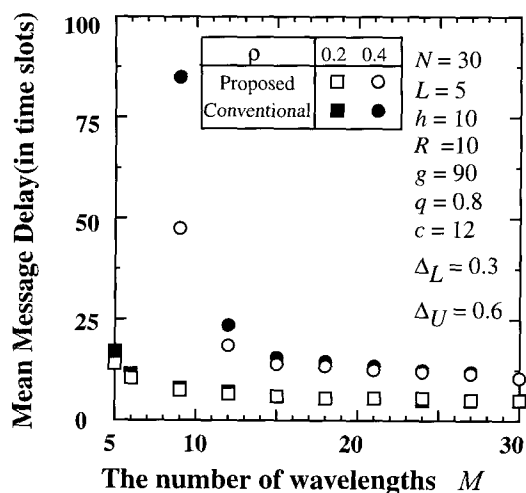 Mean Message Delay(in time slots)
100
75
50
25
0
5
10
20
30
The number of wavelengths M
ρ 0.2 0.4
Proposed
Conventional
N = 30
L = 5
h = 10
R =10
g = 90
q = 0.8
c = 12
Δ_L = 0.3
Δ_U = 0.6